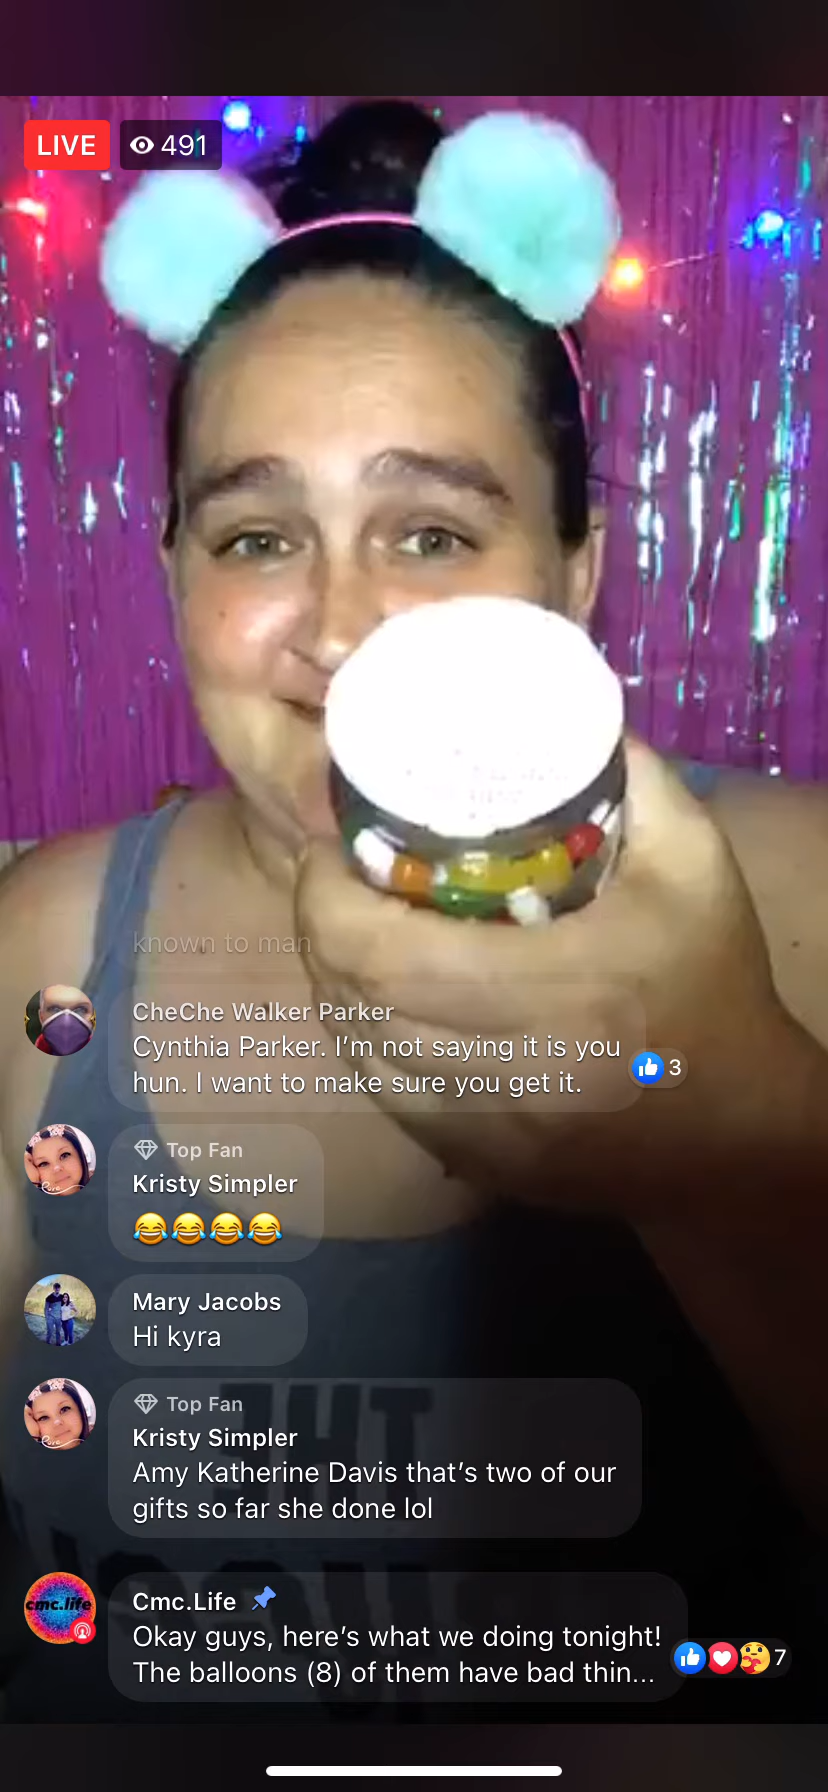 LIVE
491
known to man
CheChe Walker Parker
Cynthia Parker. I'm not saying it is you
hun. I want to make sure you get it.
3
Top Fan
Kristy Simpler
😂😂😂😂
Mary Jacobs
Hi kyra
Top Fan
Kristy Simpler
Amy Katherine Davis that's two of our
gifts so far she done lol
cmc.life
Cmc.Life
Okay guys, here's what we doing tonight!
The balloons (8) of them have bad thin...
7